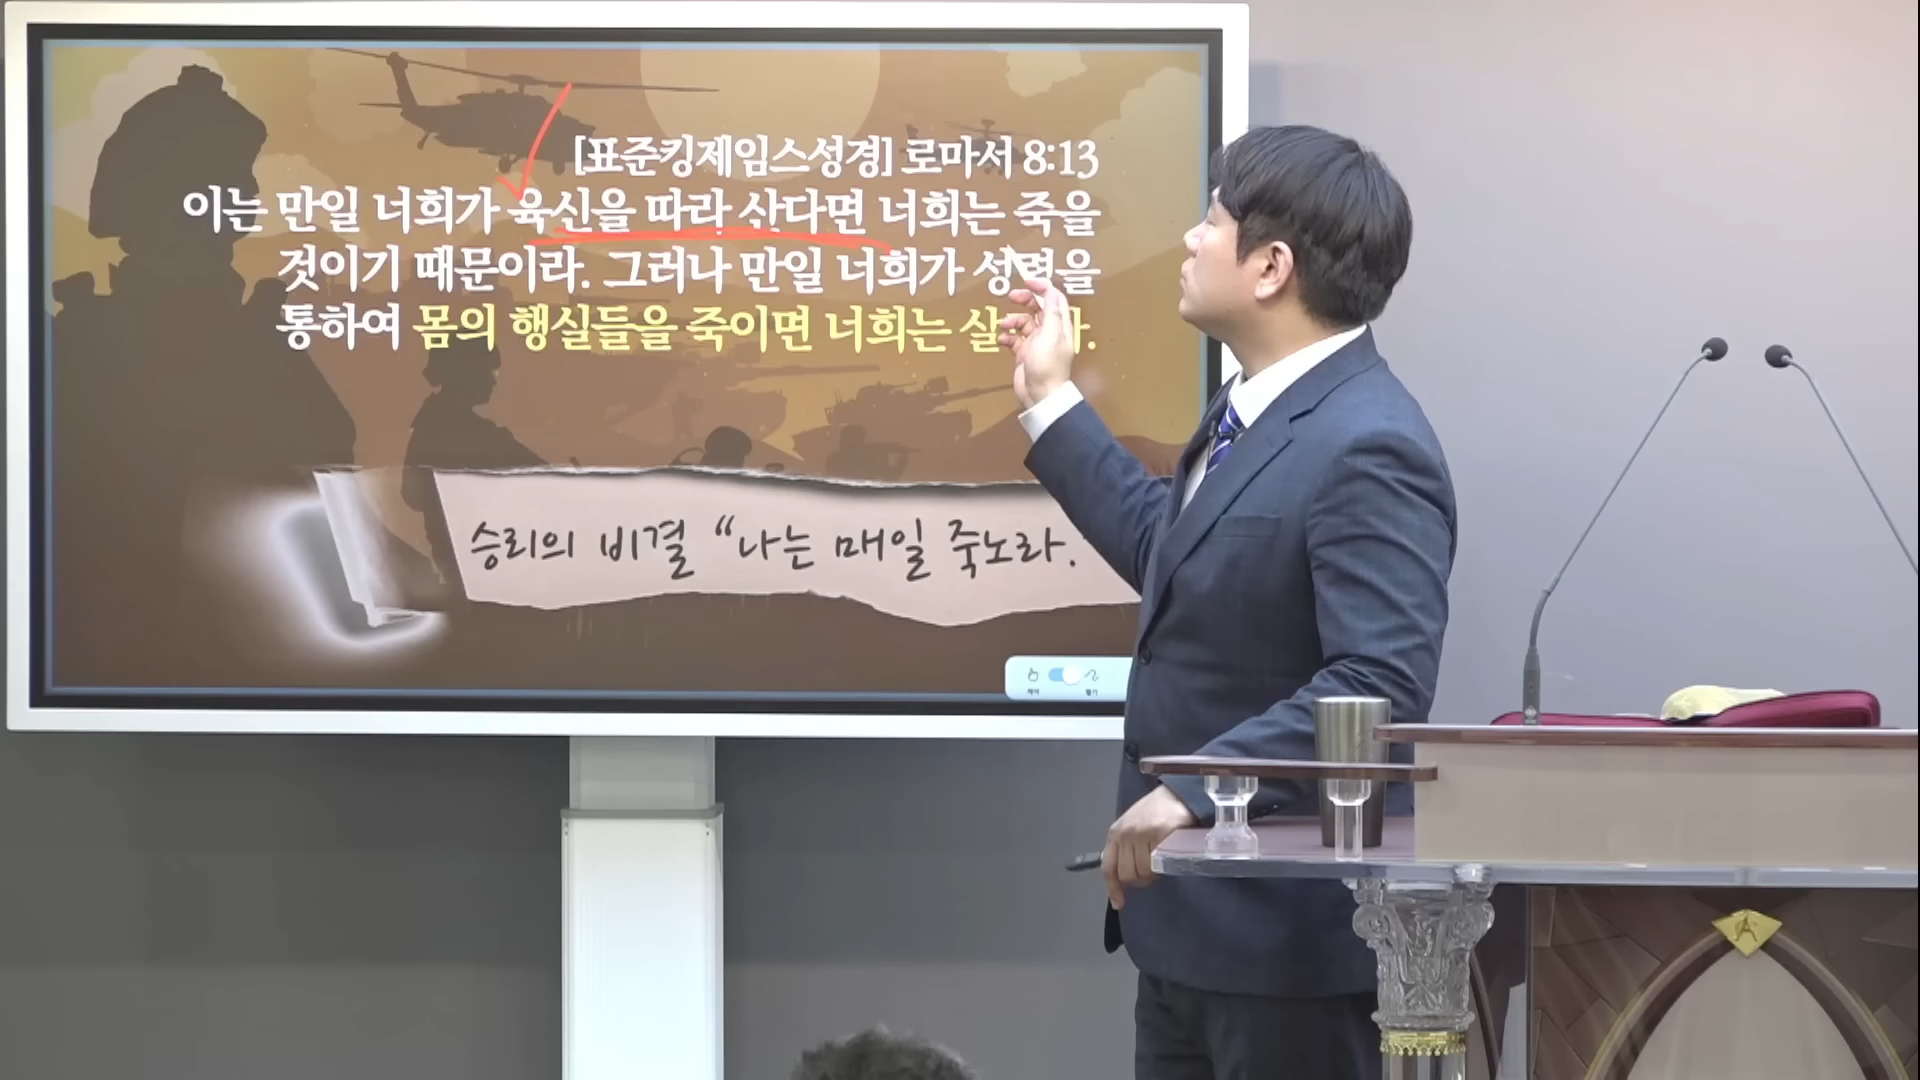 [표준킹제임스성경] 로마서 8:13
이는 만일 너희가 육신을 따라 산다면 너희는 죽을
것이기 때문이라. 그러나 만일 너희가 성령을
통하여 몸의 행실들을 죽이면 너희는 살
승리의 비결 “나는 매일 죽노라.